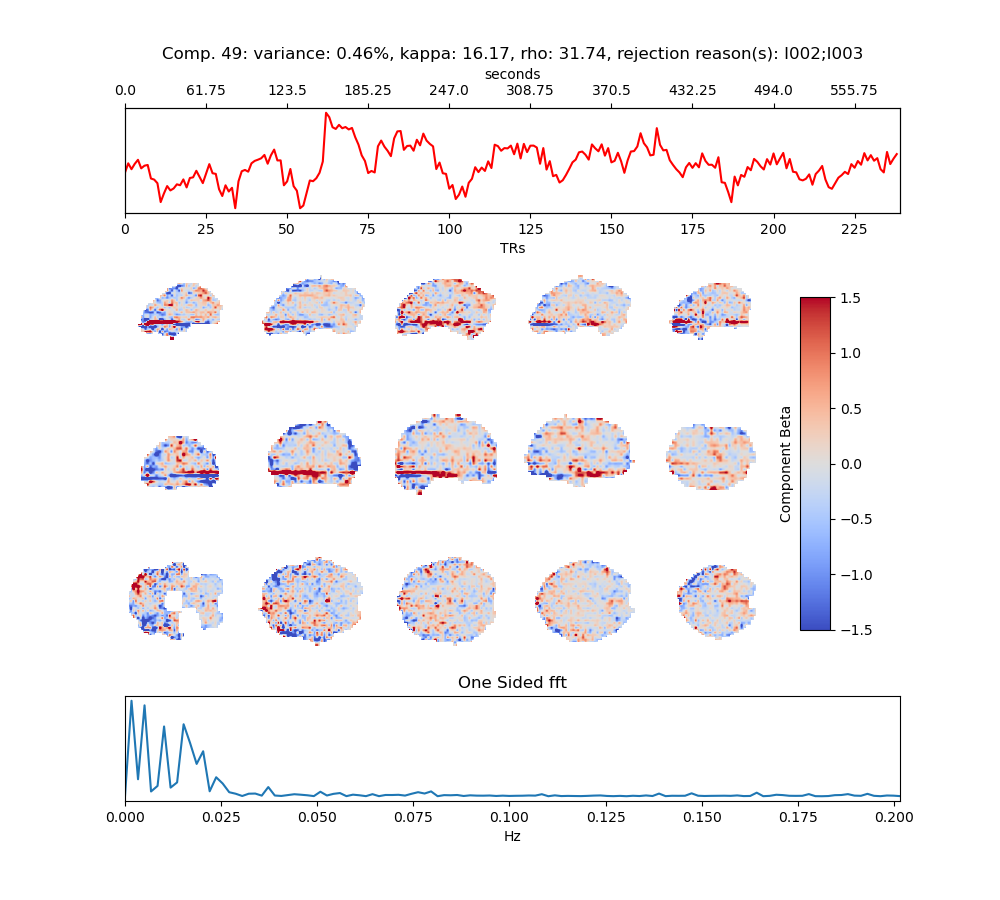 Comp. 49: variance: 0.46%, kappa: 16.17, rho: 31.74, rejection reason(s): I002;I003
seconds
0.0 61.75 123.5 185.25 247.0 308.75 370.5 432.25 494.0 555.75
0 25 50 75 100 125 150 175 200 225
TRs
1.5
1.0
0.5
0.0
−0.5
−1.0
−1.5
Component Beta
One Sided fft
0.000 0.025 0.050 0.075 0.100 0.125 0.150 0.175 0.200
Hz